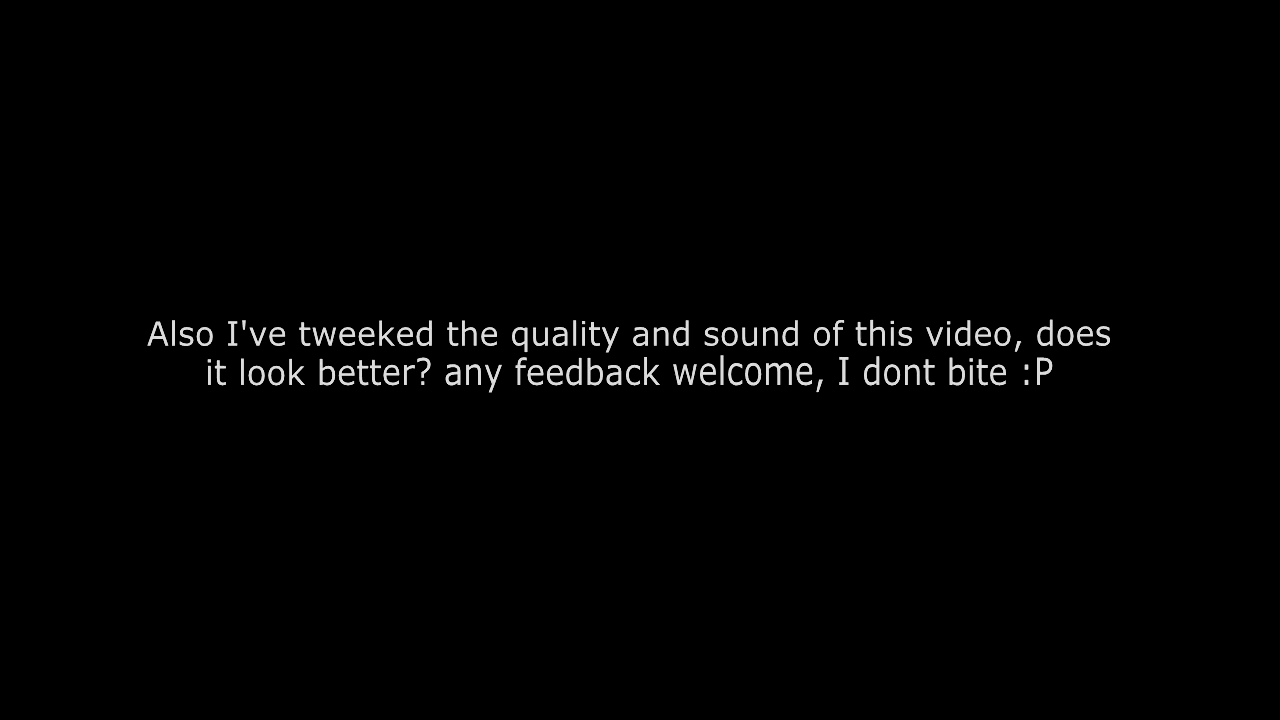 Also I've tweeked the quality and sound of this video, does
it look better? any feedback welcome, I dont bite :P